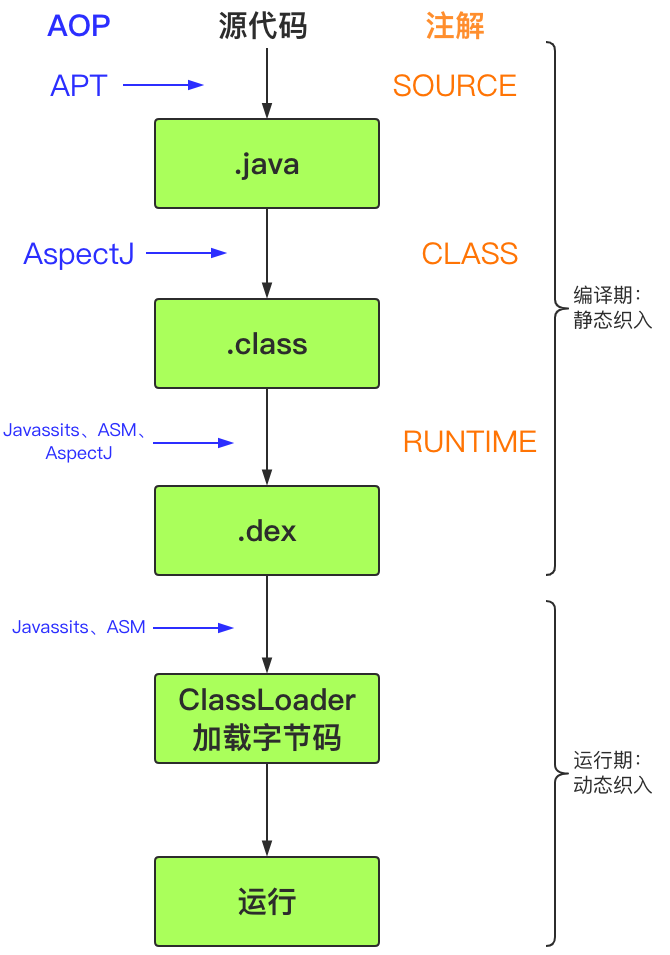 AOP
源代码
注解
APT
SOURCE
.java
AspectJ
CLASS
.class
编译期：
静态织入
Javassits、ASM、
AspectJ
RUNTIME
.dex
Javassits、ASM
ClassLoader
加载字节码
运行期：
动态织入
运行